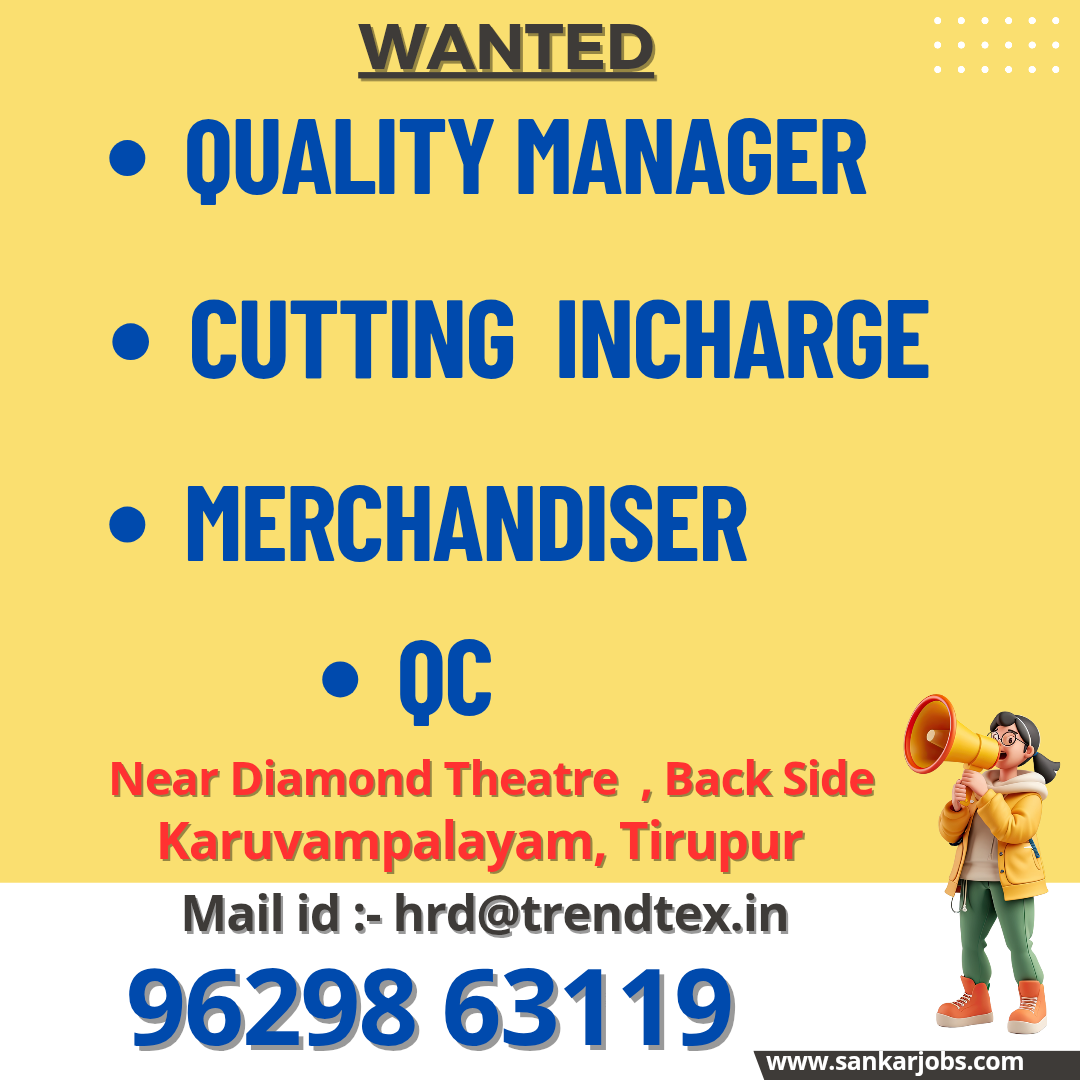 WANTED
• QUALITY MANAGER
• CUTTING INCHARGE
• MERCHANDISER
• QC
Near Diamond Theatre , Back Side
Karuvampalayam, Tirupur
Mail id :- hrd@trendtex.in
96298 63119
www.sankarjobs.com